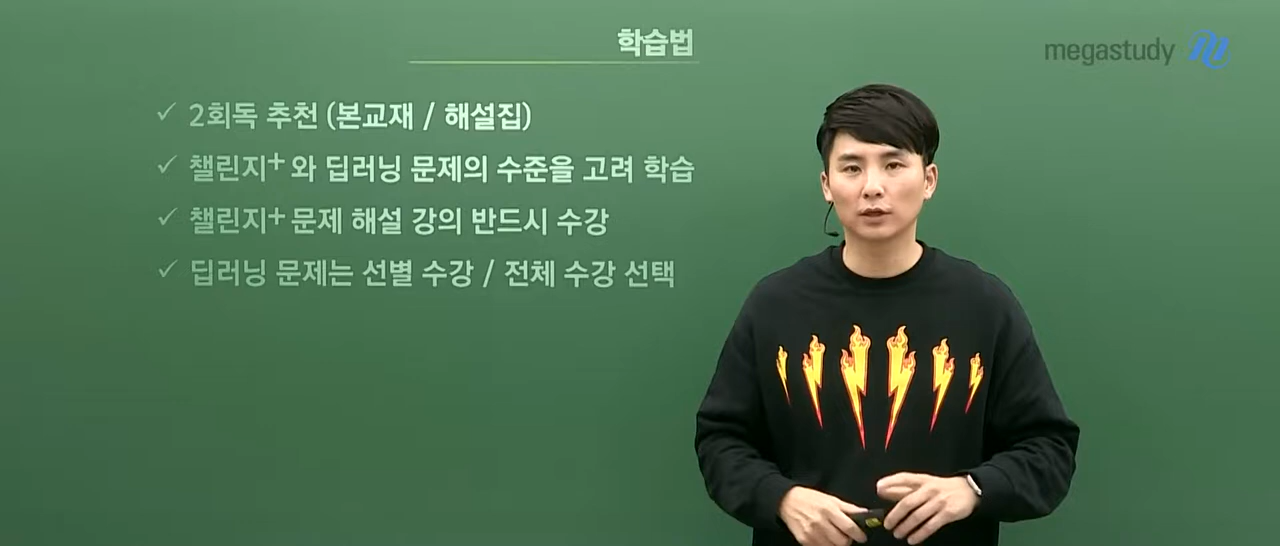 학습법
megastudy
✓ 2회독 추천 (본교재 / 해설집)
✓ 챌린지⁺ 와 딥러닝 문제의 수준을 고려 학습
✓ 챌린지⁺ 문제 해설 강의 반드시 수강
✓ 딥러닝 문제는 선별 수강 / 전체 수강 선택